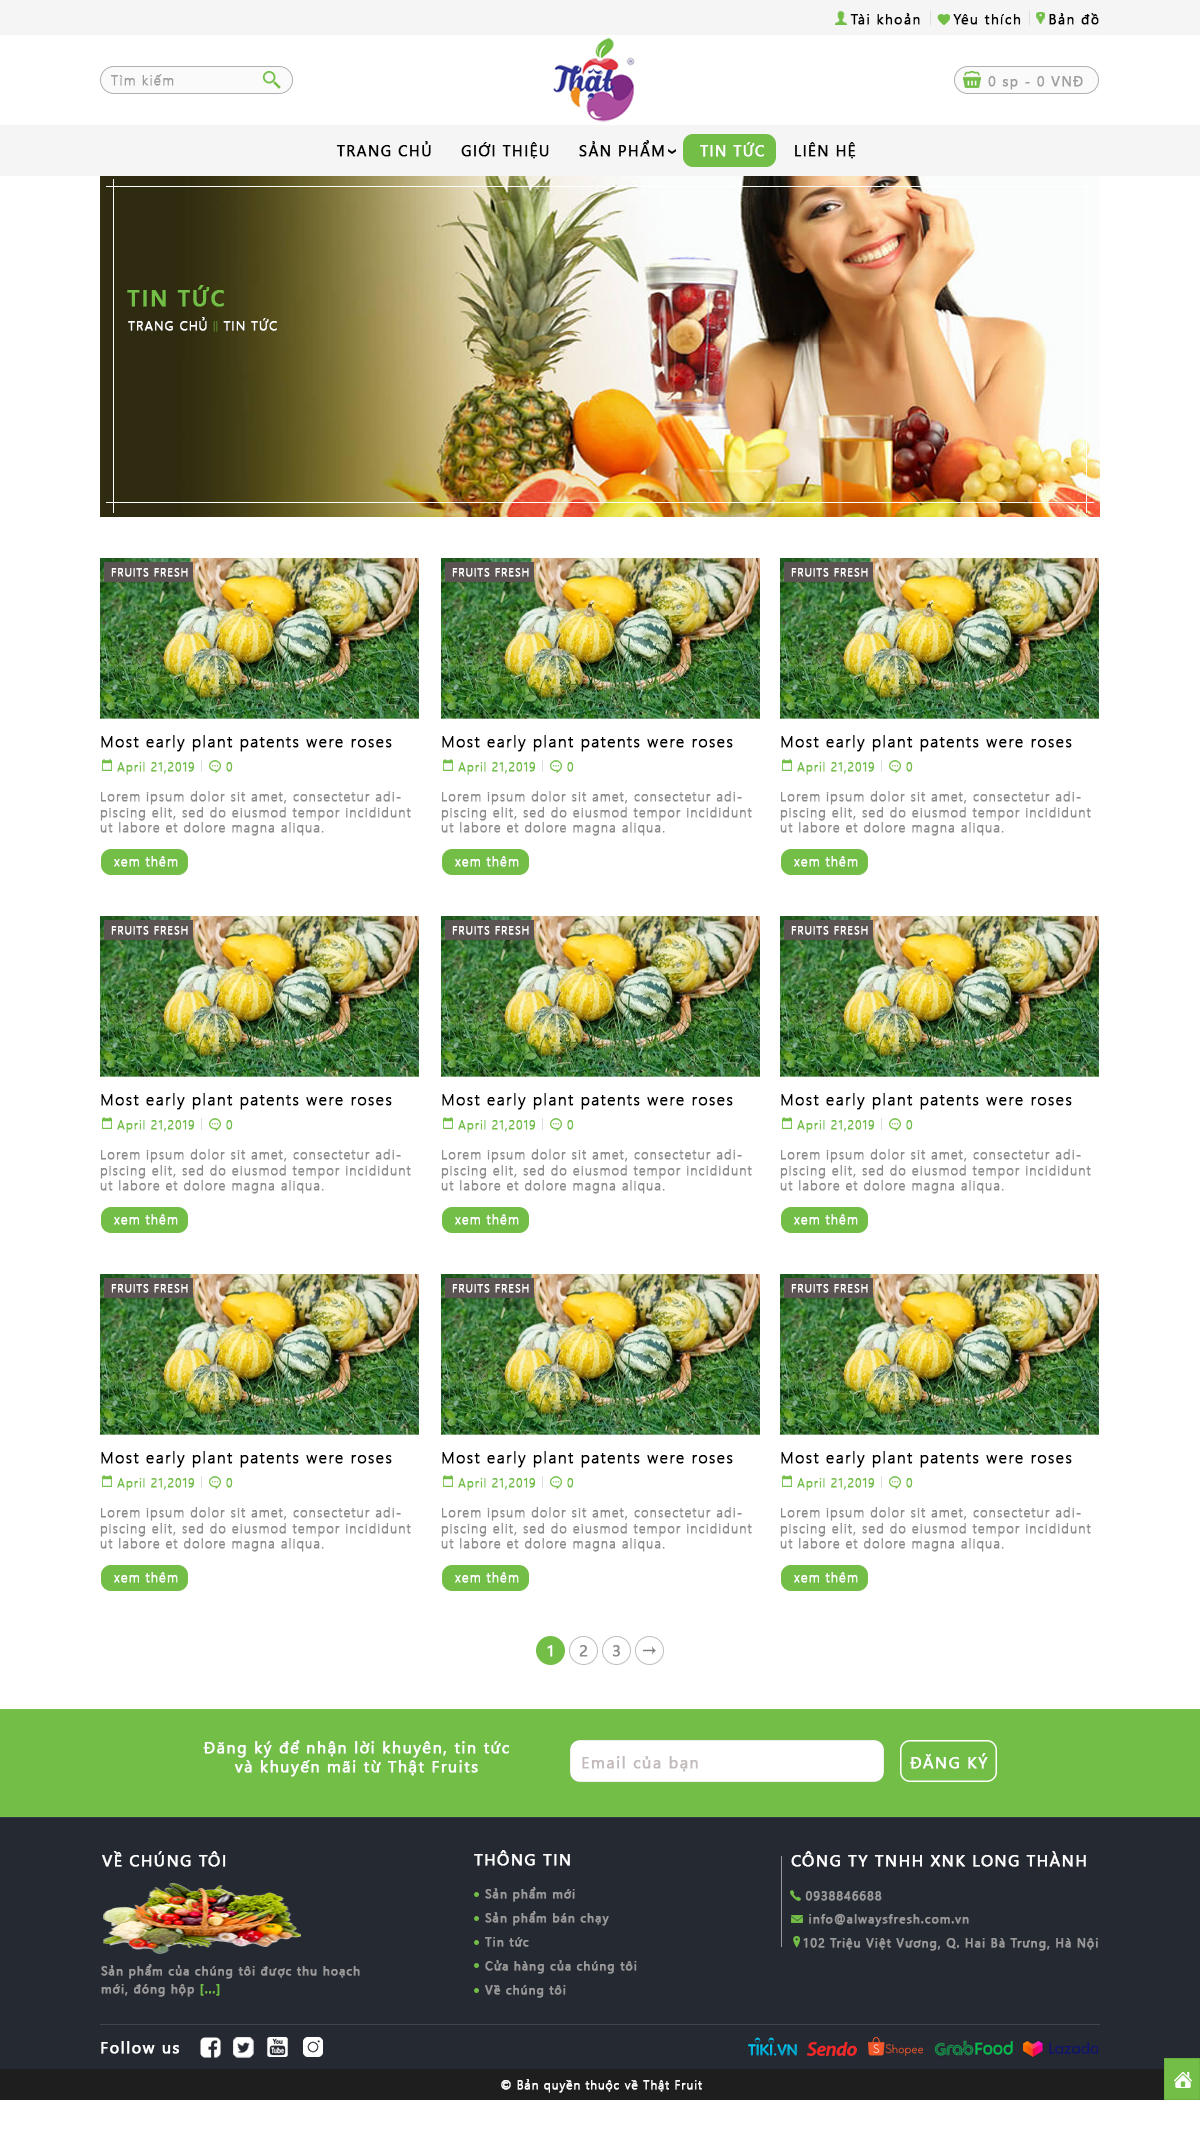 Tài khoản
Yêu thích
Bản đồ
Tìm kiếm
Thật
®
0 sp - 0 VNĐ
TRANG CHỦ
GIỚI THIỆU
SẢN PHẨM
TIN TỨC
LIÊN HỆ
TIN TỨC
TRANG CHỦ || TIN TỨC
FRUITS FRESH
FRUITS FRESH
FRUITS FRESH
Most early plant patents were roses
Most early plant patents were roses
Most early plant patents were roses
April 21,2019 | 0
April 21,2019 | 0
April 21,2019 | 0
Lorem ipsum dolor sit amet, consectetur adi-
piscing elit, sed do eiusmod tempor incididunt
ut labore et dolore magna aliqua.
Lorem ipsum dolor sit amet, consectetur adi-
piscing elit, sed do eiusmod tempor incididunt
ut labore et dolore magna aliqua.
Lorem ipsum dolor sit amet, consectetur adi-
piscing elit, sed do eiusmod tempor incididunt
ut labore et dolore magna aliqua.
xem thêm
xem thêm
xem thêm
FRUITS FRESH
FRUITS FRESH
FRUITS FRESH
Most early plant patents were roses
Most early plant patents were roses
Most early plant patents were roses
April 21,2019 | 0
April 21,2019 | 0
April 21,2019 | 0
Lorem ipsum dolor sit amet, consectetur adi-
piscing elit, sed do eiusmod tempor incididunt
ut labore et dolore magna aliqua.
Lorem ipsum dolor sit amet, consectetur adi-
piscing elit, sed do eiusmod tempor incididunt
ut labore et dolore magna aliqua.
Lorem ipsum dolor sit amet, consectetur adi-
piscing elit, sed do eiusmod tempor incididunt
ut labore et dolore magna aliqua.
xem thêm
xem thêm
xem thêm
FRUITS FRESH
FRUITS FRESH
FRUITS FRESH
Most early plant patents were roses
Most early plant patents were roses
Most early plant patents were roses
April 21,2019 | 0
April 21,2019 | 0
April 21,2019 | 0
Lorem ipsum dolor sit amet, consectetur adi-
piscing elit, sed do eiusmod tempor incididunt
ut labore et dolore magna aliqua.
Lorem ipsum dolor sit amet, consectetur adi-
piscing elit, sed do eiusmod tempor incididunt
ut labore et dolore magna aliqua.
Lorem ipsum dolor sit amet, consectetur adi-
piscing elit, sed do eiusmod tempor incididunt
ut labore et dolore magna aliqua.
xem thêm
xem thêm
xem thêm
1 2 3 →
Đăng ký để nhận lời khuyên, tin tức
và khuyến mãi từ Thật Fruits
Email của bạn
ĐĂNG KÝ
VỀ CHÚNG TÔI
Sản phẩm của chúng tôi được thu hoạch
mới, đóng hộp [...]
THÔNG TIN
Sản phẩm mới
Sản phẩm bán chạy
Tin tức
Cửa hàng của chúng tôi
Về chúng tôi
CÔNG TY TNHH XNK LONG THÀNH
0938846688
info@alwaysfresh.com.vn
102 Triệu Việt Vương, Q. Hai Bà Trưng, Hà Nội
Follow us
You
Tube
TIKI.VN
Sendo
Shopee
GrabFood
Lazada
© Bản quyền thuộc về Thật Fruit